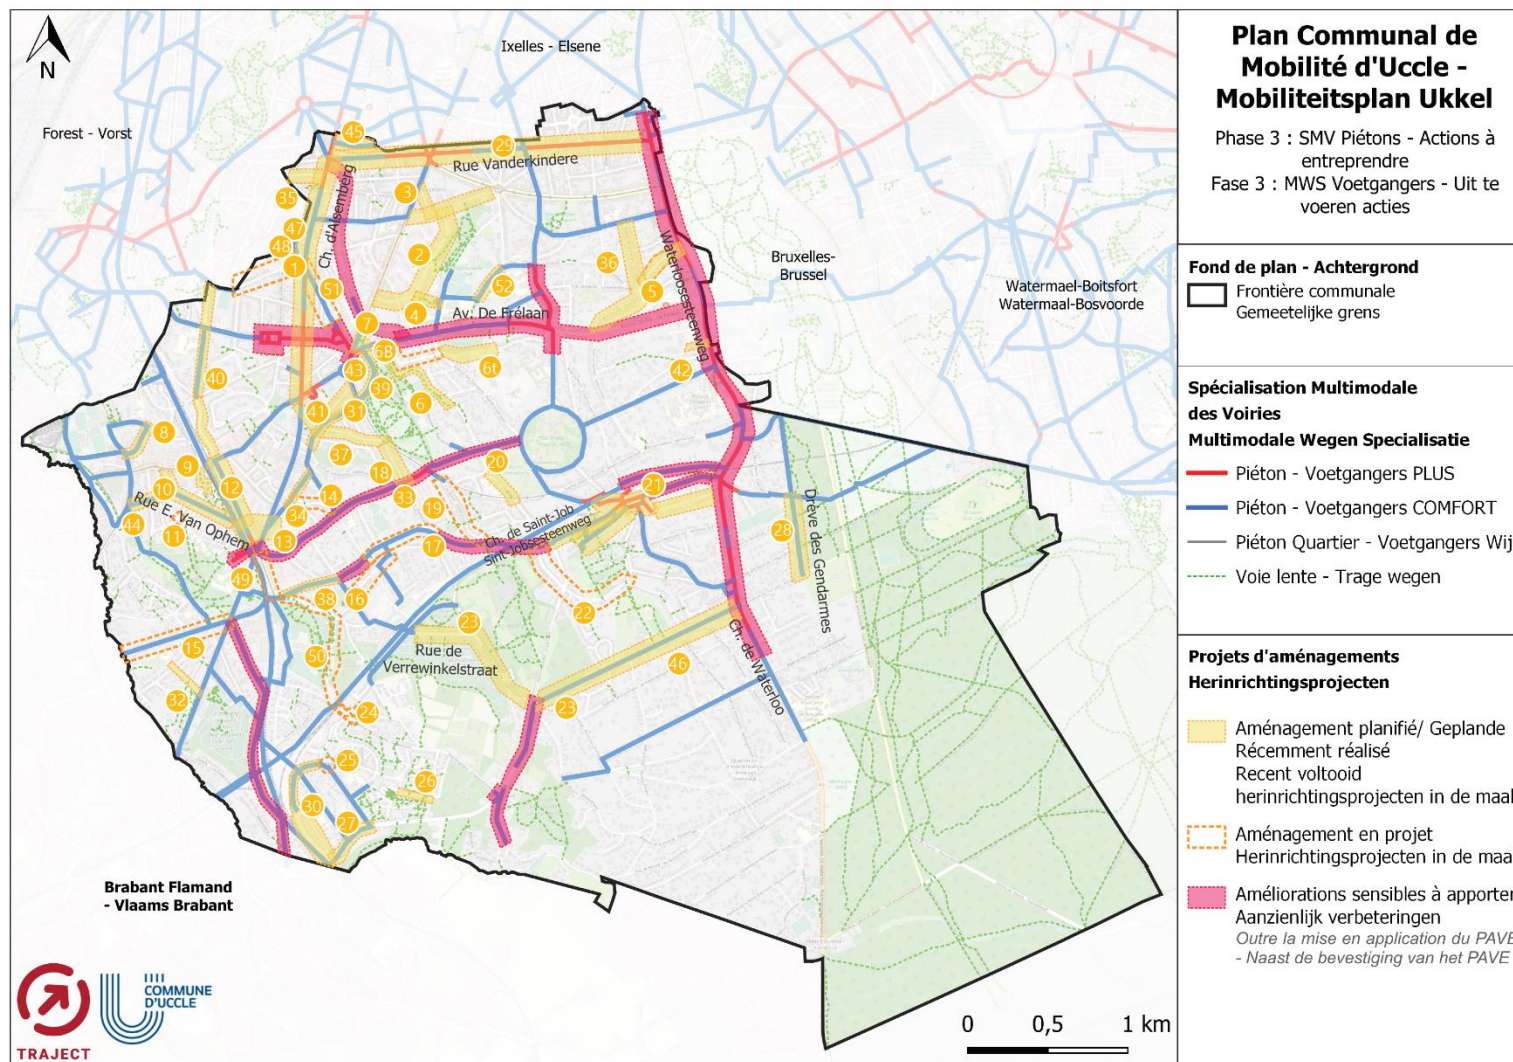 N
Ixelles - Elsene
Forest - Vorst
45
29
Rue Vanderkindere
3
35
47
48
1
Ch. d'Alsemberg
2
36
Waterloosesteenweg
Bruxelles-
Brussel
Watermael-Boitsfort
Watermaal-Bosvoorde
51
52
5
4
Av. De Frélaan
7
6B
6t
43
42
40
39
6
41
31
8
37
9
18
20
12
10
14
33
21
Rue E. Van Ophem
34
19
Ch. de Saint-Job
Sint-Jobsesteenweg
44
11
13
17
28
Drève des Gendarmes
49
38
16
22
23
15
50
Rue de
Verrewinkelstraat
46
Ch. de Waterloo
32
24
23
25
26
30
27
Brabant Flamand
- Vlaams Brabant
TRAJECT
COMMUNE
D'UCCLE
0 0,5 1 km
Plan Communal de
Mobilité d'Uccle -
Mobiliteitsplan Ukkel
Phase 3 : SMV Piétons - Actions à
entreprendre
Fase 3 : MWS Voetgangers - Uit te
voeren acties
Fond de plan - Achtergrond
Frontière communale
Gemeetelijke grens
Spécialisation Multimodale
des Voiries
Multimodale Wegen Specialisatie
Piéton - Voetgangers PLUS
Piéton - Voetgangers COMFORT
Piéton Quartier - Voetgangers Wij
Voie lente - Trage wegen
Projets d'aménagements
Herinrichtingsprojecten
Aménagement planifié/ Geplande
Récemment réalisé
Recent voltooid
herinrichtingsprojecten in de maal
Aménagement en projet
Herinrichtingsprojecten in de maa
Améliorations sensibles à apporter
Aanzienlijk verbeteringen
Outre la mise en application du PAVE
- Naast de bevestiging van het PAVE